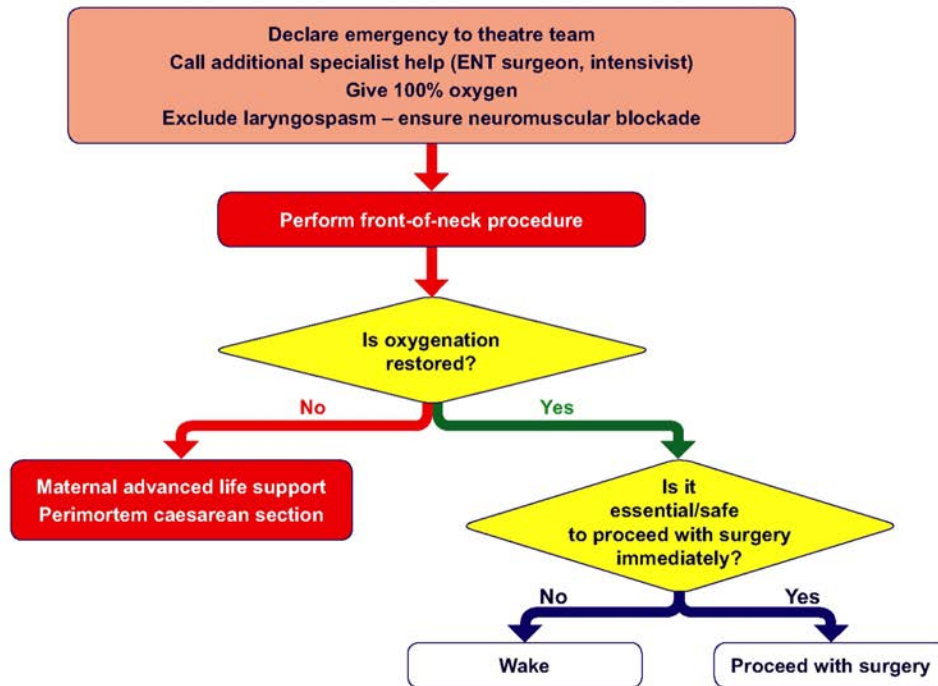 Declare emergency to theatre team
Call additional specialist help (ENT surgeon, intensivist)
Give 100% oxygen
Exclude laryngospasm – ensure neuromuscular blockade
Perform front-of-neck procedure
Is oxygenation
restored?
No
Yes
Maternal advanced life support
Perimortem caesarean section
Is it
essential/safe
to proceed with surgery
immediately?
No
Yes
Wake
Proceed with surgery